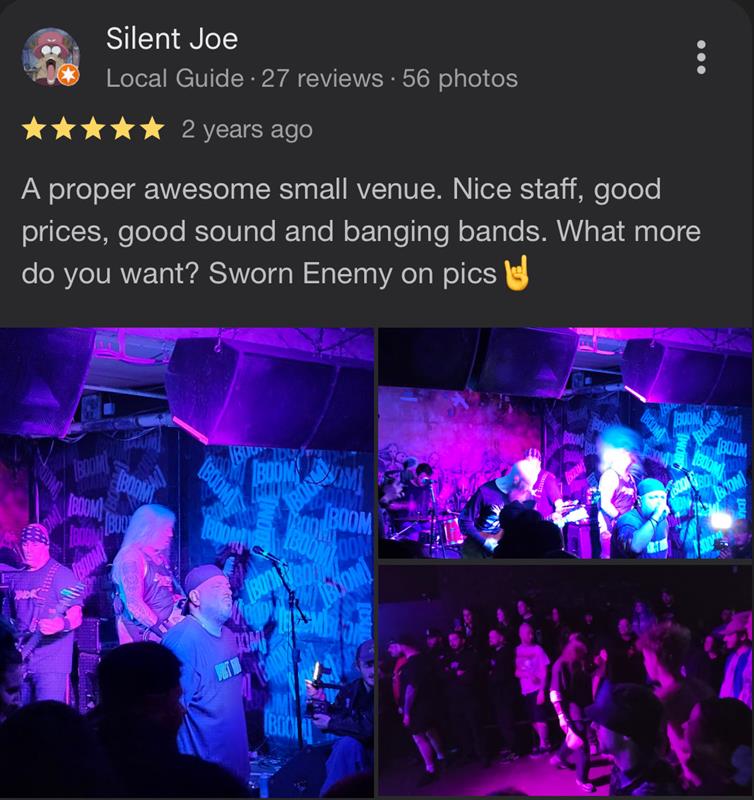 Silent Joe
Local Guide · 27 reviews · 56 photos
2 years ago
A proper awesome small venue. Nice staff, good
prices, good sound and banging bands. What more
do you want? Sworn Enemy on pics🤘
[BOOM]
[BOOM]
[BOOM]
[BOOM]
[BOOM]
[BOOM]